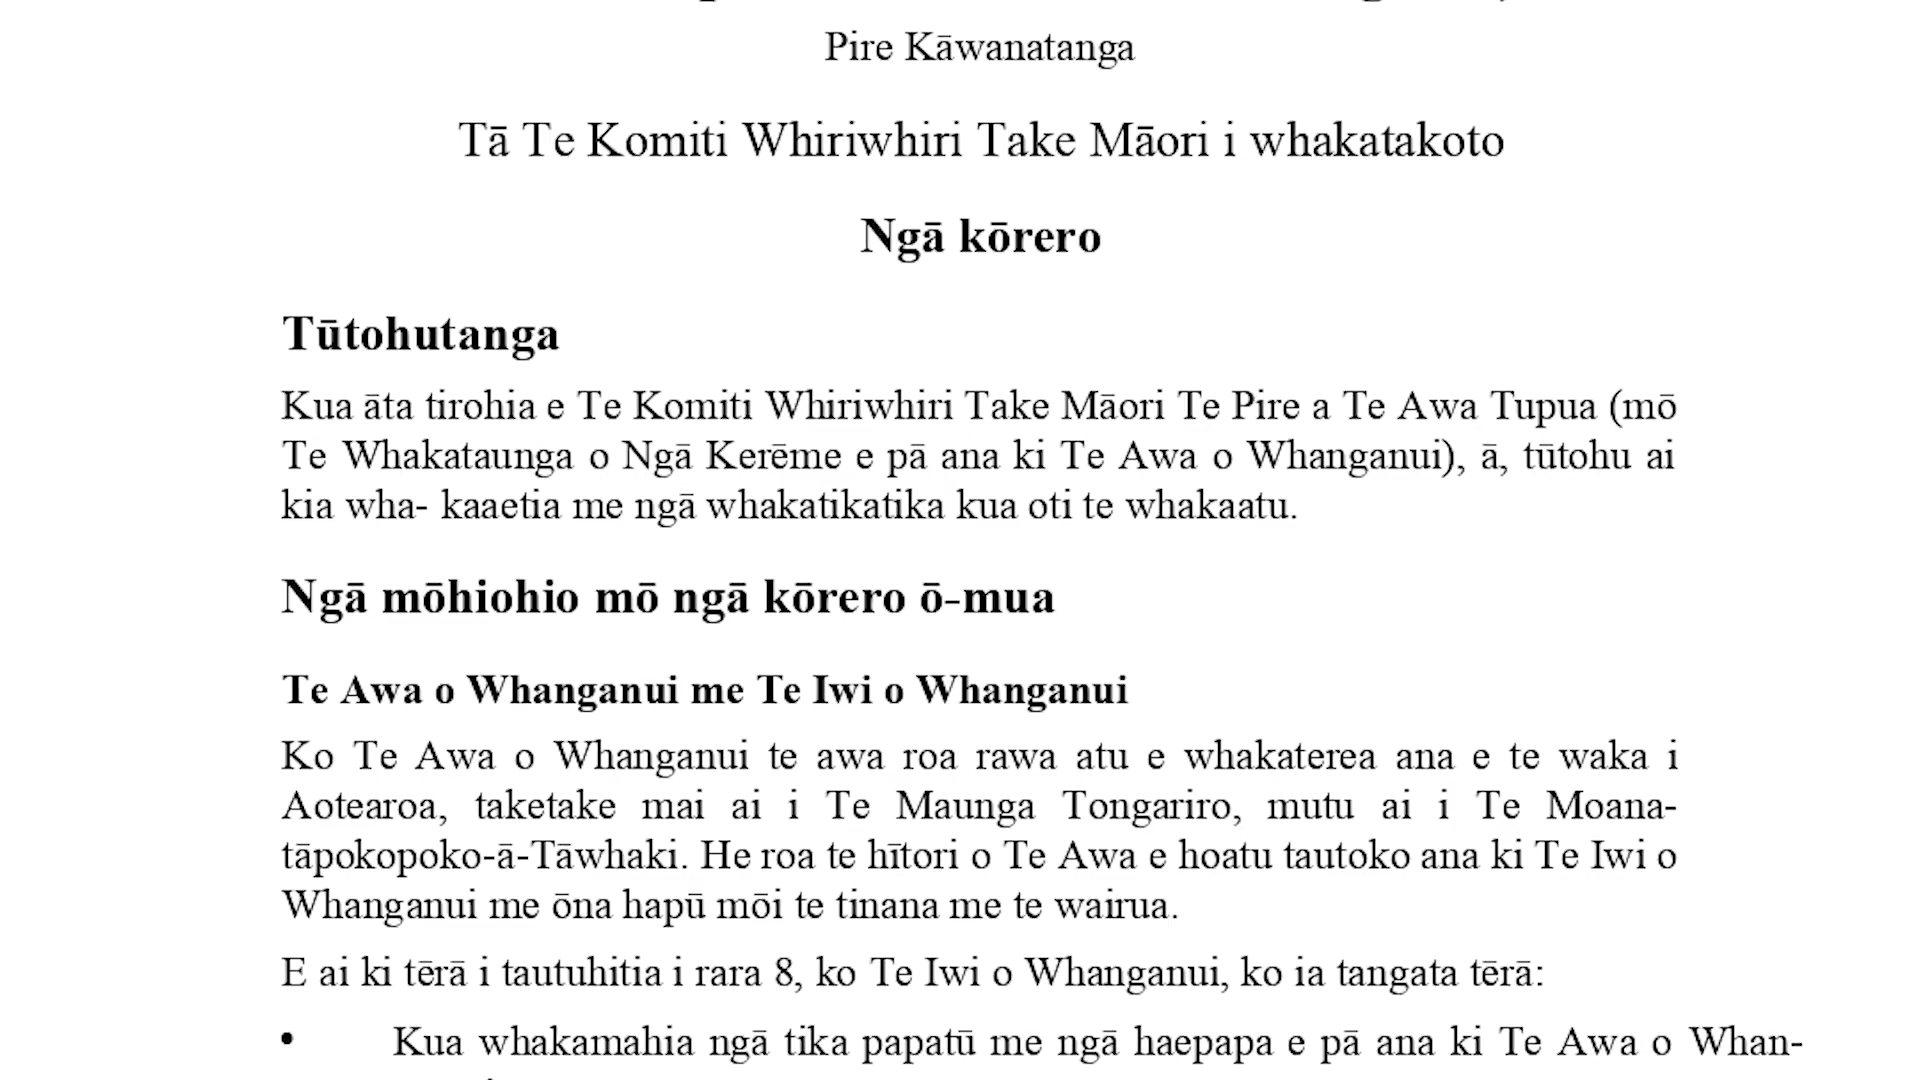 Pire Kāwanatanga
Tā Te Komiti Whiriwhiri Take Māori i whakatakoto
Ngā kōrero
Tūtohutanga
Kua āta tirohia e Te Komiti Whiriwhiri Take Māori Te Pire a Te Awa Tupua (mō
Te Whakataunga o Ngā Kerēme e pā ana ki Te Awa o Whanganui), ā, tūtohu ai
kia wha- kaaetia me ngā whakatikatika kua oti te whakaatu.
Ngā mōhiohio mō ngā kōrero ō-mua
Te Awa o Whanganui me Te Iwi o Whanganui
Ko Te Awa o Whanganui te awa roa rawa atu e whakaterea ana e te waka i
Aotearoa, taketake mai ai i Te Maunga Tongariro, mutu ai i Te Moana-
tāpokopoko-ā-Tāwhaki. He roa te hītori o Te Awa e hoatu tautoko ana ki Te Iwi o
Whanganui me ōna hapū mōi te tinana me te wairua.
E ai ki tērā i tautuhitia i rara 8, ko Te Iwi o Whanganui, ko ia tangata tērā:
• Kua whakamahia ngā tika papatū me ngā haepapa e pā ana ki Te Awa o Whan-